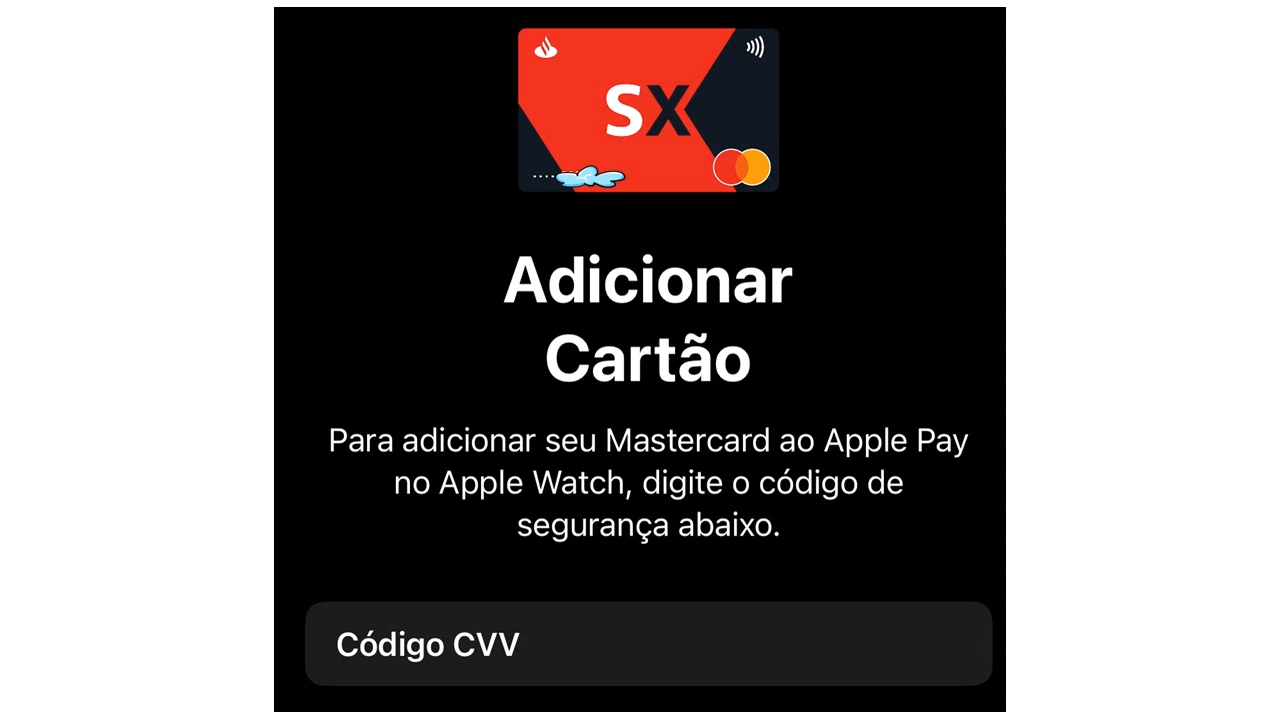 SX
Adicionar
Cartão
Para adicionar seu Mastercard ao Apple Pay
no Apple Watch, digite o código de
segurança abaixo.
Código CVV